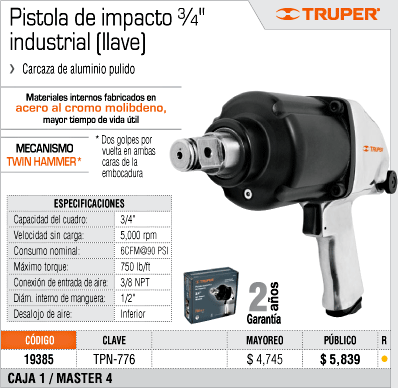 Pistola de impacto 3/4"
industrial (llave)
TRUPER®
❯ Carcaza de aluminio pulido
Materiales internos fabricados en
acero al cromo molibdeno,
mayor tiempo de vida útil
MECANISMO
TWIN HAMMER*
* Dos golpes por
vuelta en ambas
caras de la
embocadura
TRUPER
ESPECIFICACIONES
Capacidad del cuadro: 3/4"
Velocidad sin carga: 5,000 rpm
Consumo nominal: 6CFM@90 PSI
Máximo torque: 750 lb/ft
Conexión de entrada de aire: 3/8 NPT
Diám. interno de manguera: 1/2"
Desalojo de aire: Inferior
2 años
Garantía
CÓDIGO CLAVE MAYOREO PÚBLICO R
19385 TPN-776 $ 4,745 $ 5,839
CAJA 1 / MASTER 4